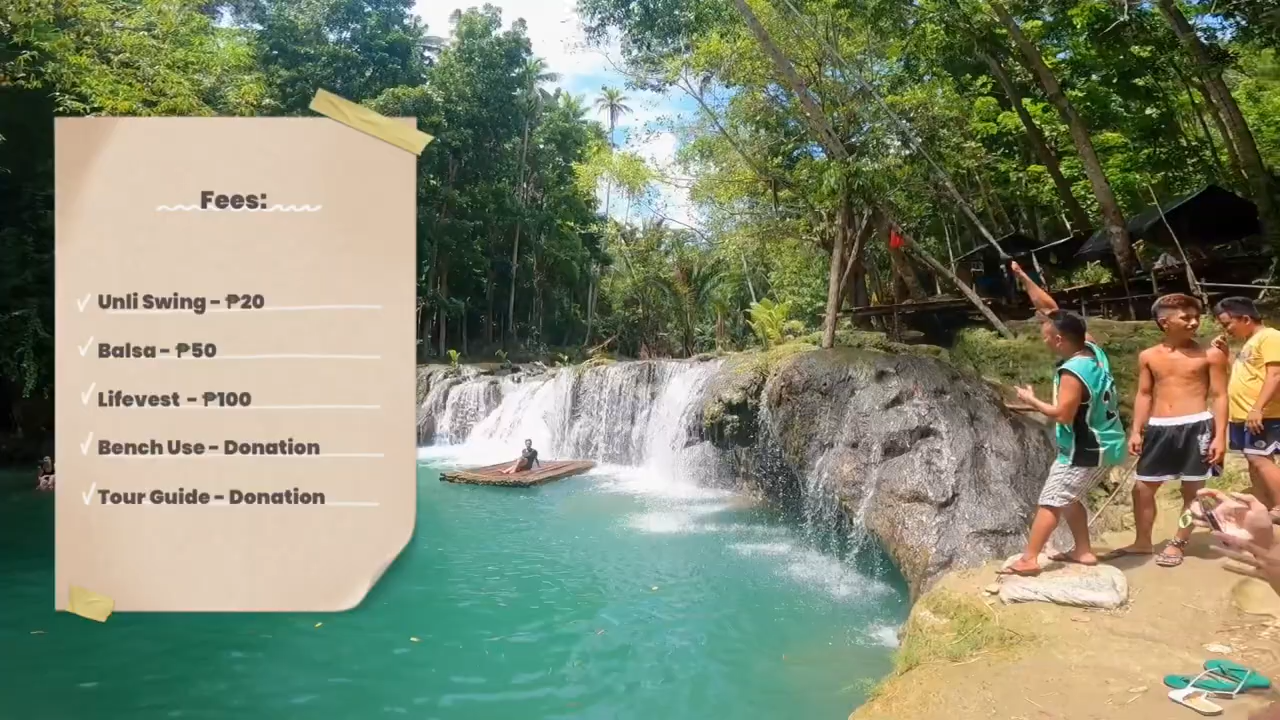 Fees:
Unli Swing - ₱20
Balsa - ₱50
Lifevest - ₱100
Bench Use - Donation
Tour Guide - Donation